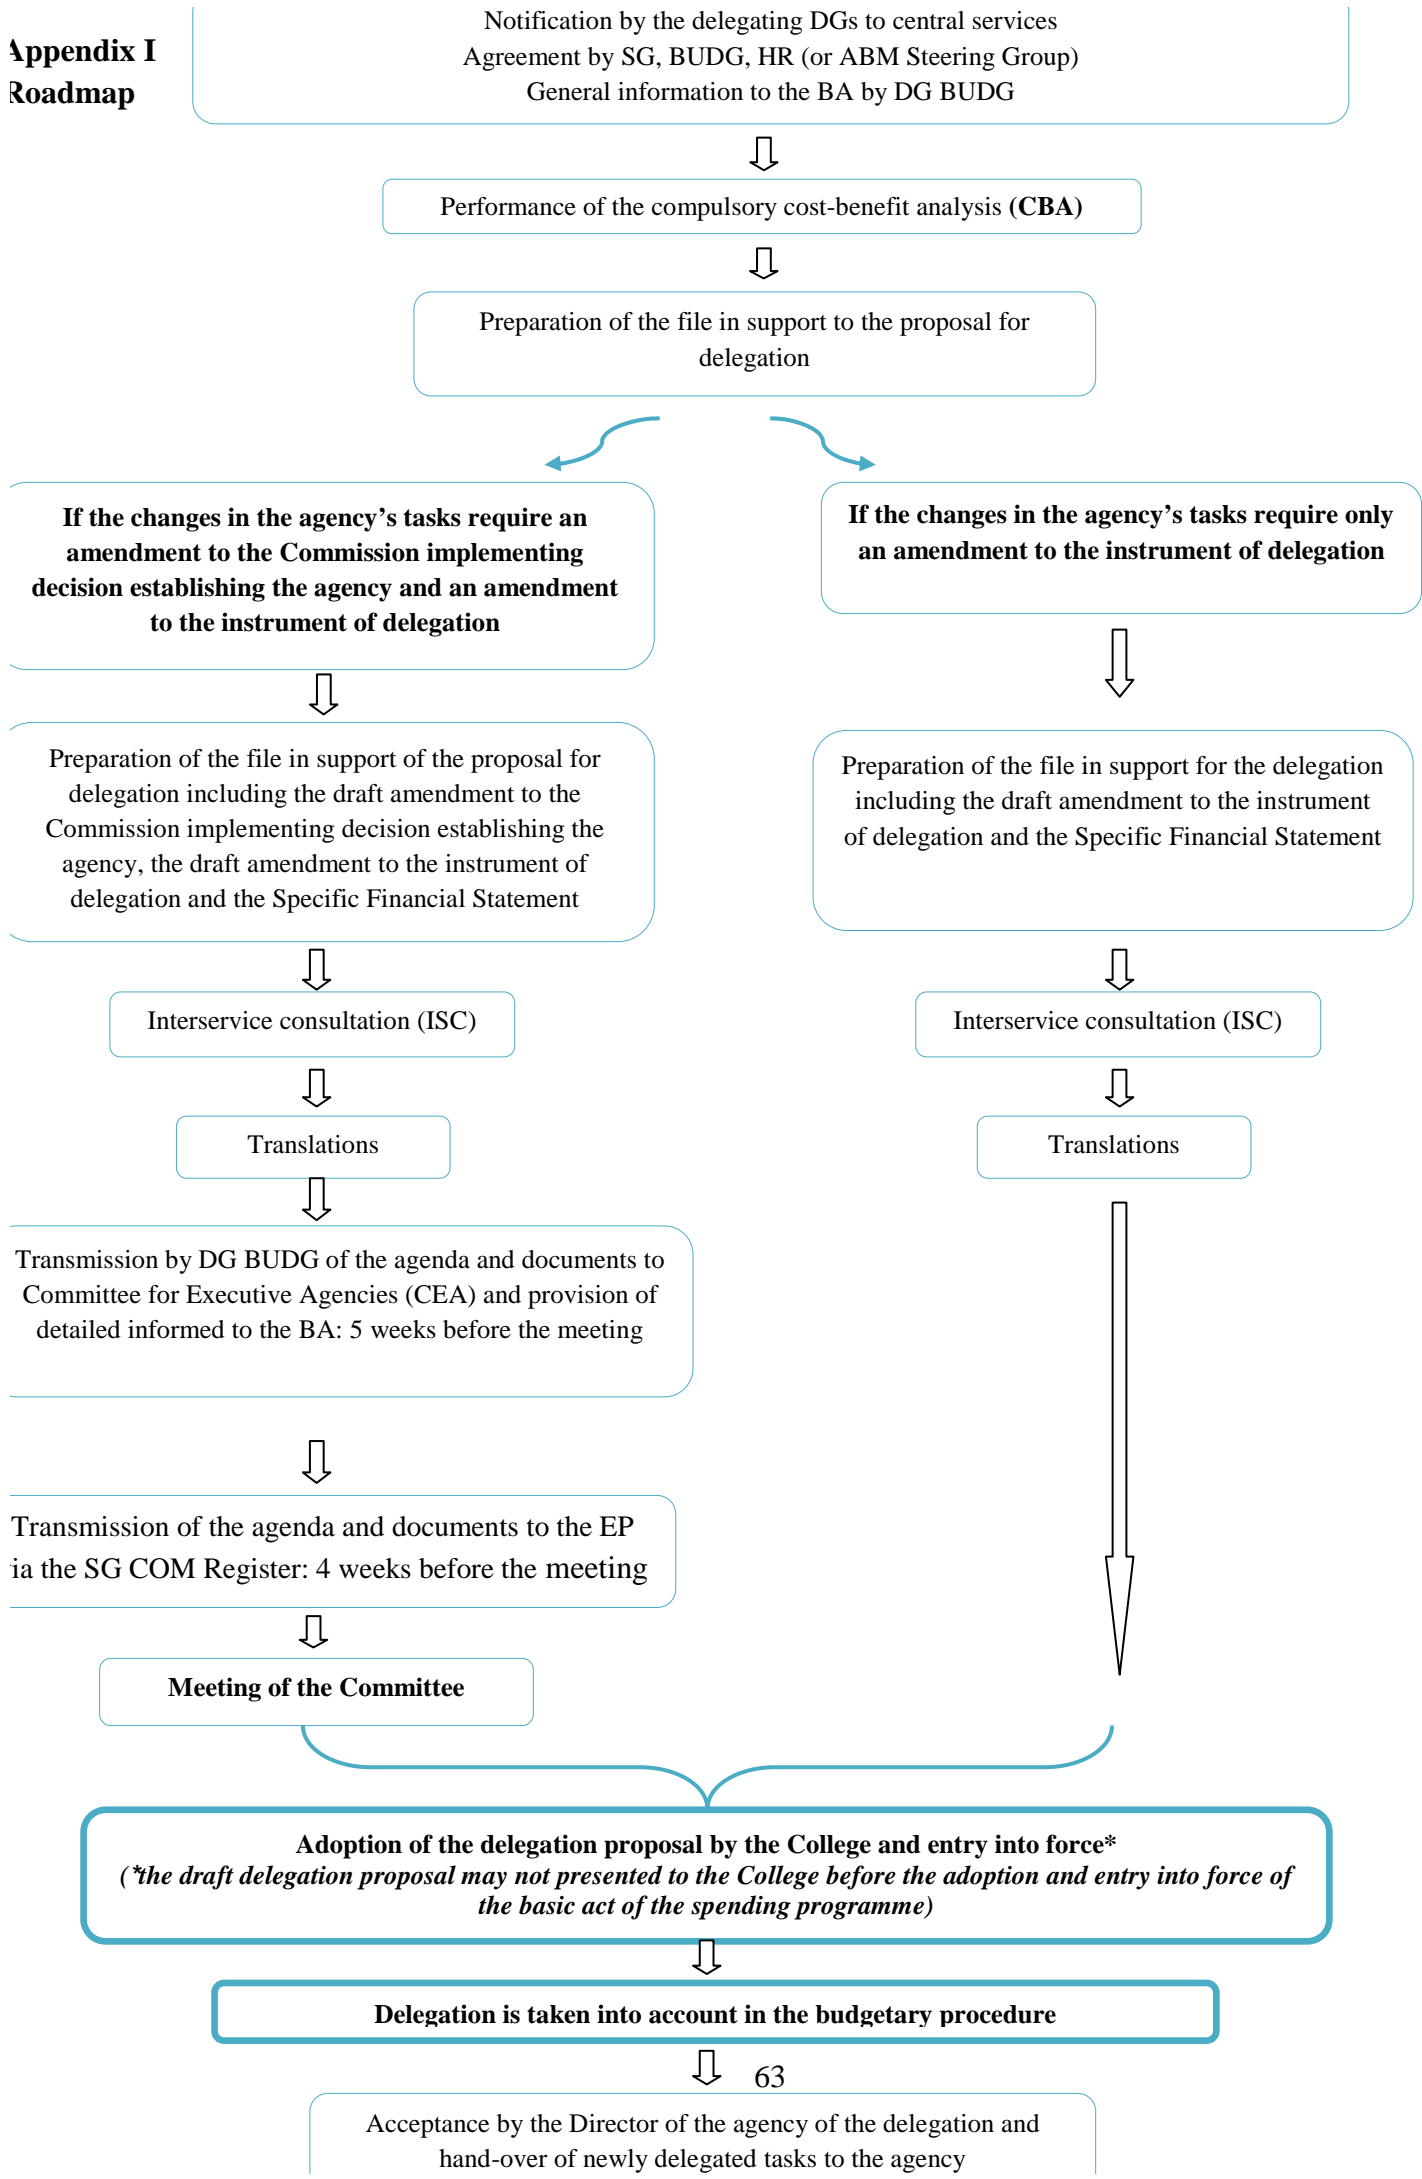 Appendix I
Roadmap
Notification by the delegating DGs to central services
Agreement by SG, BUDG, HR (or ABM Steering Group)
General information to the BA by DG BUDG
Performance of the compulsory cost-benefit analysis (CBA)
Preparation of the file in support to the proposal for
delegation
If the changes in the agency’s tasks require an
amendment to the Commission implementing
decision establishing the agency and an amendment
to the instrument of delegation
If the changes in the agency’s tasks require only
an amendment to the instrument of delegation
Preparation of the file in support of the proposal for
delegation including the draft amendment to the
Commission implementing decision establishing the
agency, the draft amendment to the instrument of
delegation and the Specific Financial Statement
Preparation of the file in support for the delegation
including the draft amendment to the instrument
of delegation and the Specific Financial Statement
Interservice consultation (ISC)
Interservice consultation (ISC)
Translations
Translations
Transmission by DG BUDG of the agenda and documents to
Committee for Executive Agencies (CEA) and provision of
detailed informed to the BA: 5 weeks before the meeting
Transmission of the agenda and documents to the EP
via the SG COM Register: 4 weeks before the meeting
Meeting of the Committee
Adoption of the delegation proposal by the College and entry into force*
(*the draft delegation proposal may not presented to the College before the adoption and entry into force of
the basic act of the spending programme)
Delegation is taken into account in the budgetary procedure
63
Acceptance by the Director of the agency of the delegation and
hand-over of newly delegated tasks to the agency